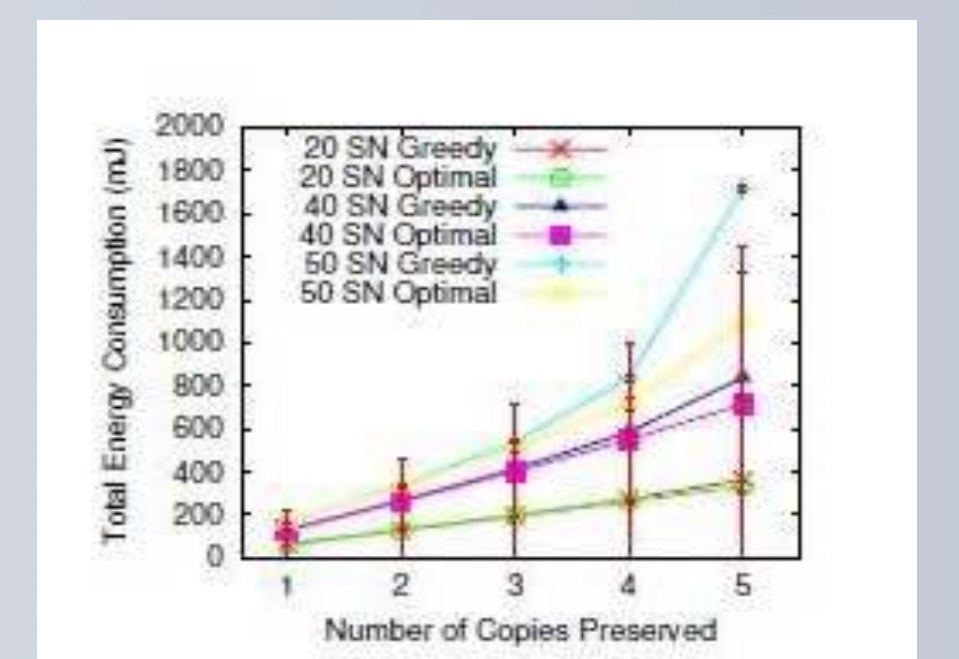 2000
1800
1600
1400
1200
1000
800
600
400
200
0
Total Energy Consumption (mJ)
20 SN Greedy
20 SN Optimal
40 SN Greedy
40 SN Optimal
50 SN Greedy
50 SN Optimal
1 2 3 4 5
Number of Copies Preserved